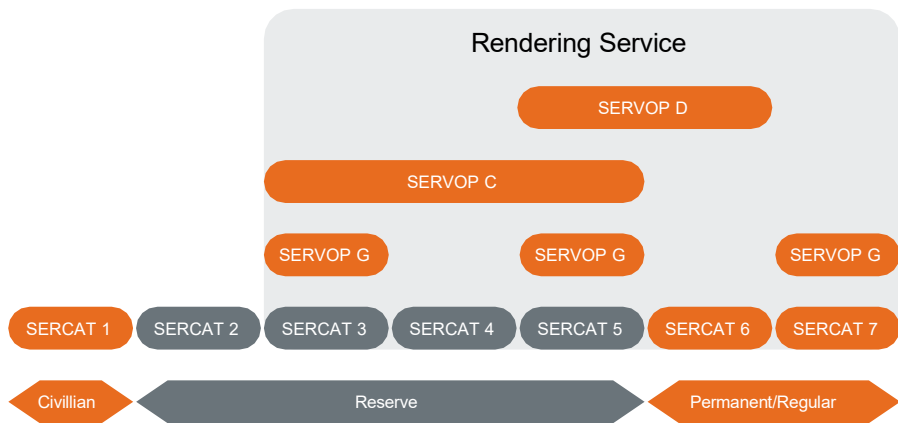 Rendering Service
SERVOP D
SERVOP C
SERVOP G SERVOP G SERVOP G
SERCAT 1 SERCAT 2 SERCAT 3 SERCAT 4 SERCAT 5 SERCAT 6 SERCAT 7
Civillian Reserve Permanent/Regular